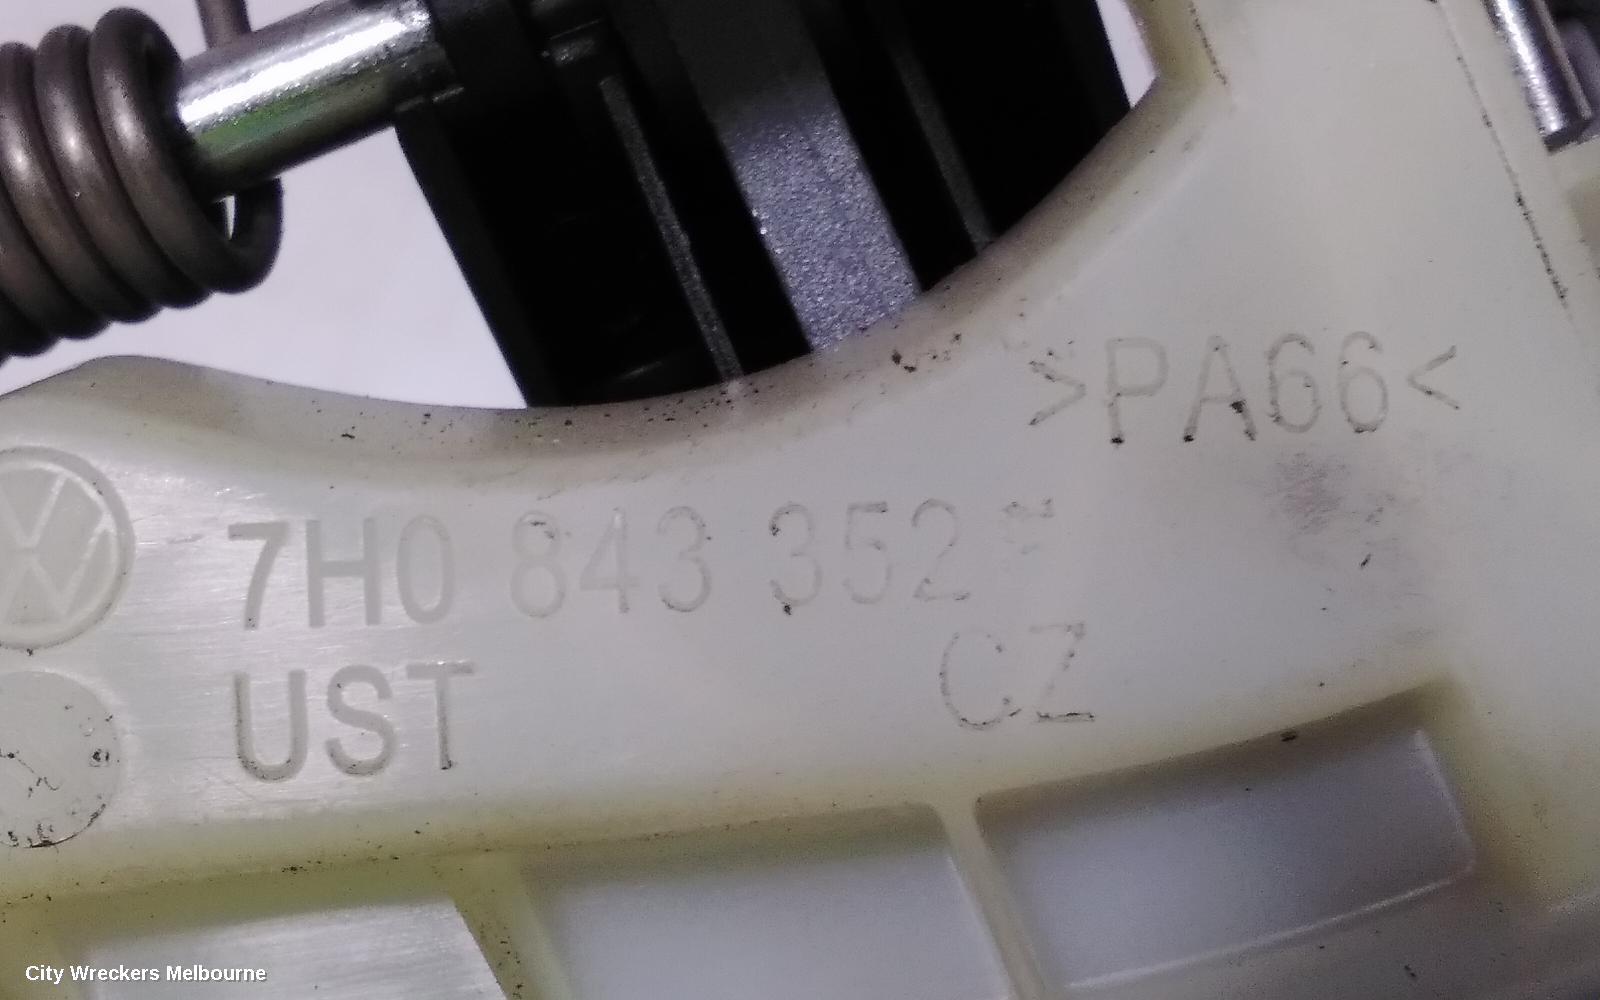 >PA66<
7H0 843 352
CZ
UST
City Wreckers Melbourne